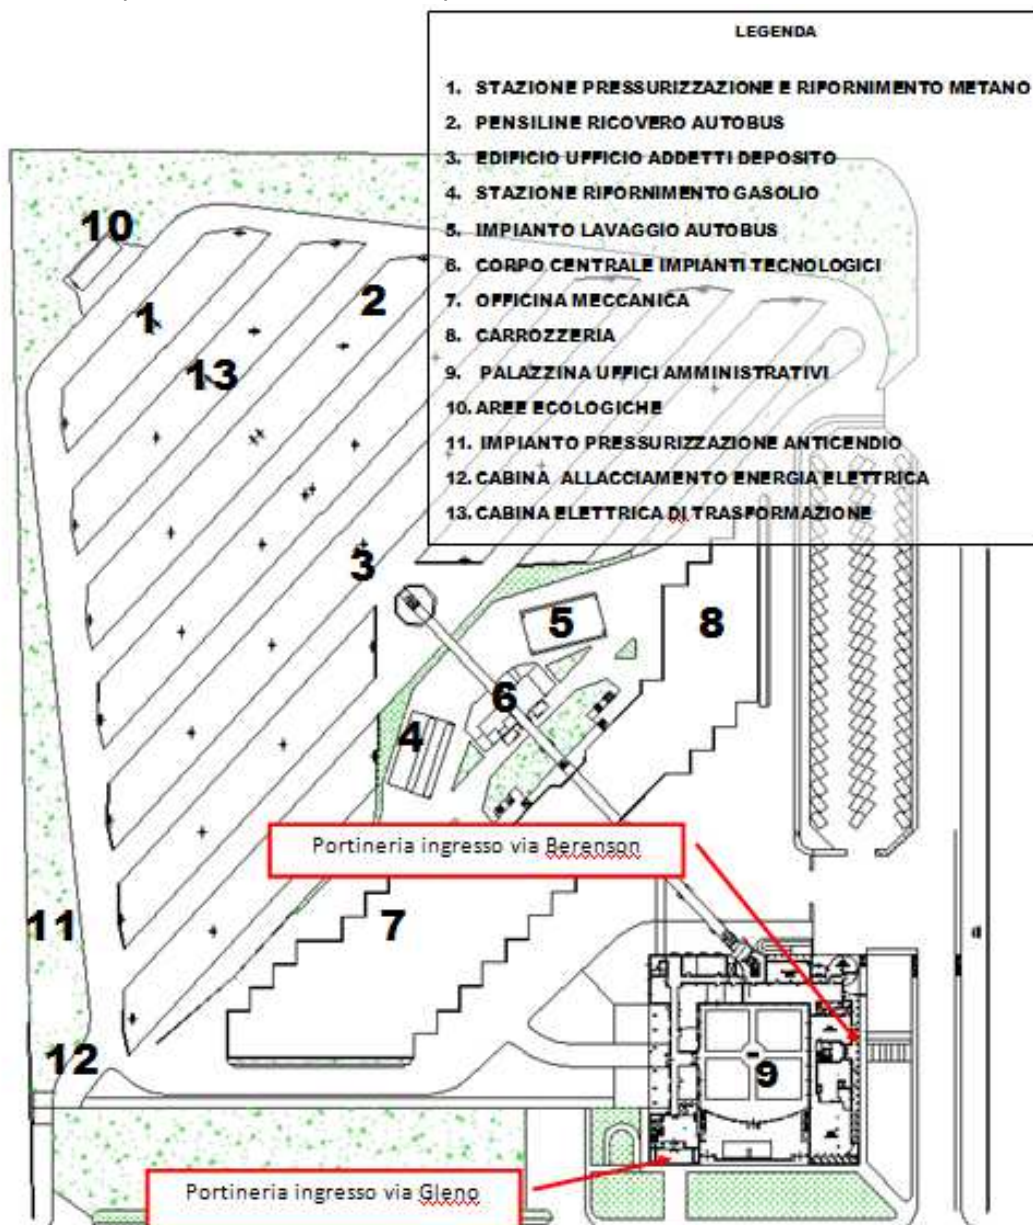 LEGENDA
1. STAZIONE PRESSURIZZAZIONE E RIFORNIMENTO METANO
2. PENSILINE RICOVERO AUTOBUS
3. EDIFICIO UFFICIO ADDETTI DEPOSITO
4. STAZIONE RIFORNIMENTO GASOLIO
5. IMPIANTO LAVAGGIO AUTOBUS
6. CORPO CENTRALE IMPIANTI TECNOLOGICI
7. OFFICINA MECCANICA
8. CARROZZERIA
9. PALAZZINA UFFICI AMMINISTRATIVI
10. AREE ECOLOGICHE
11. IMPIANTO PRESSURIZZAZIONE ANTICENDIO
12. CABINA ALLACCIAMENTO ENERGIA ELETTRICA
13. CABINA ELETTRICA DI TRASFORMAZIONE
10
2
1
13
3
5
8
6
4
Portineria ingresso via Berenson
7
11
12
9
Portineria ingresso via Gleno